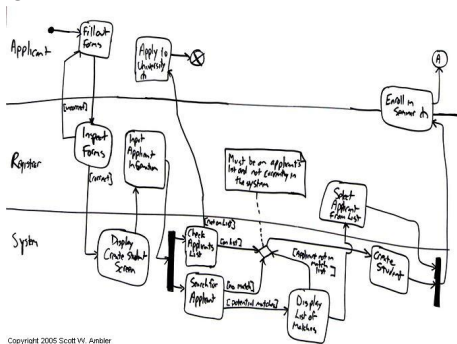 Applicant
Fill out
Forms
Apply to
University
A
[incorrect]
Enroll in
Seminar
Registrar
Inspect
Forms
Input
Applicant
Information
[correct]
Must be on applicants
list and not currently in
the system
Select
Applicant
From List
System
Display
Create Student
Screen
[not on list]
Check
Applicants
List
[on list]
Search for
Applicant
[no match]
[potential matches]
[Applicant not in
match
list]
Display
List of
Matches
Create
Student
Copyright 2005 Scott W. Ambler